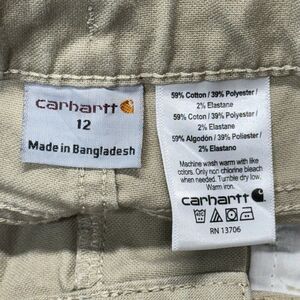 carhartt
12
Made in Bangladesh
59% Cotton / 39% Polyester /
2% Elastane
59% Coton / 39% Polyester /
2% Elastane
59% Algodón / 39% Poliester /
2% Elastano
Machine wash warm with like
colors. Only non chlorine bleach
when needed. Tumble dry low.
Warm iron.
carhartt
RN 13706